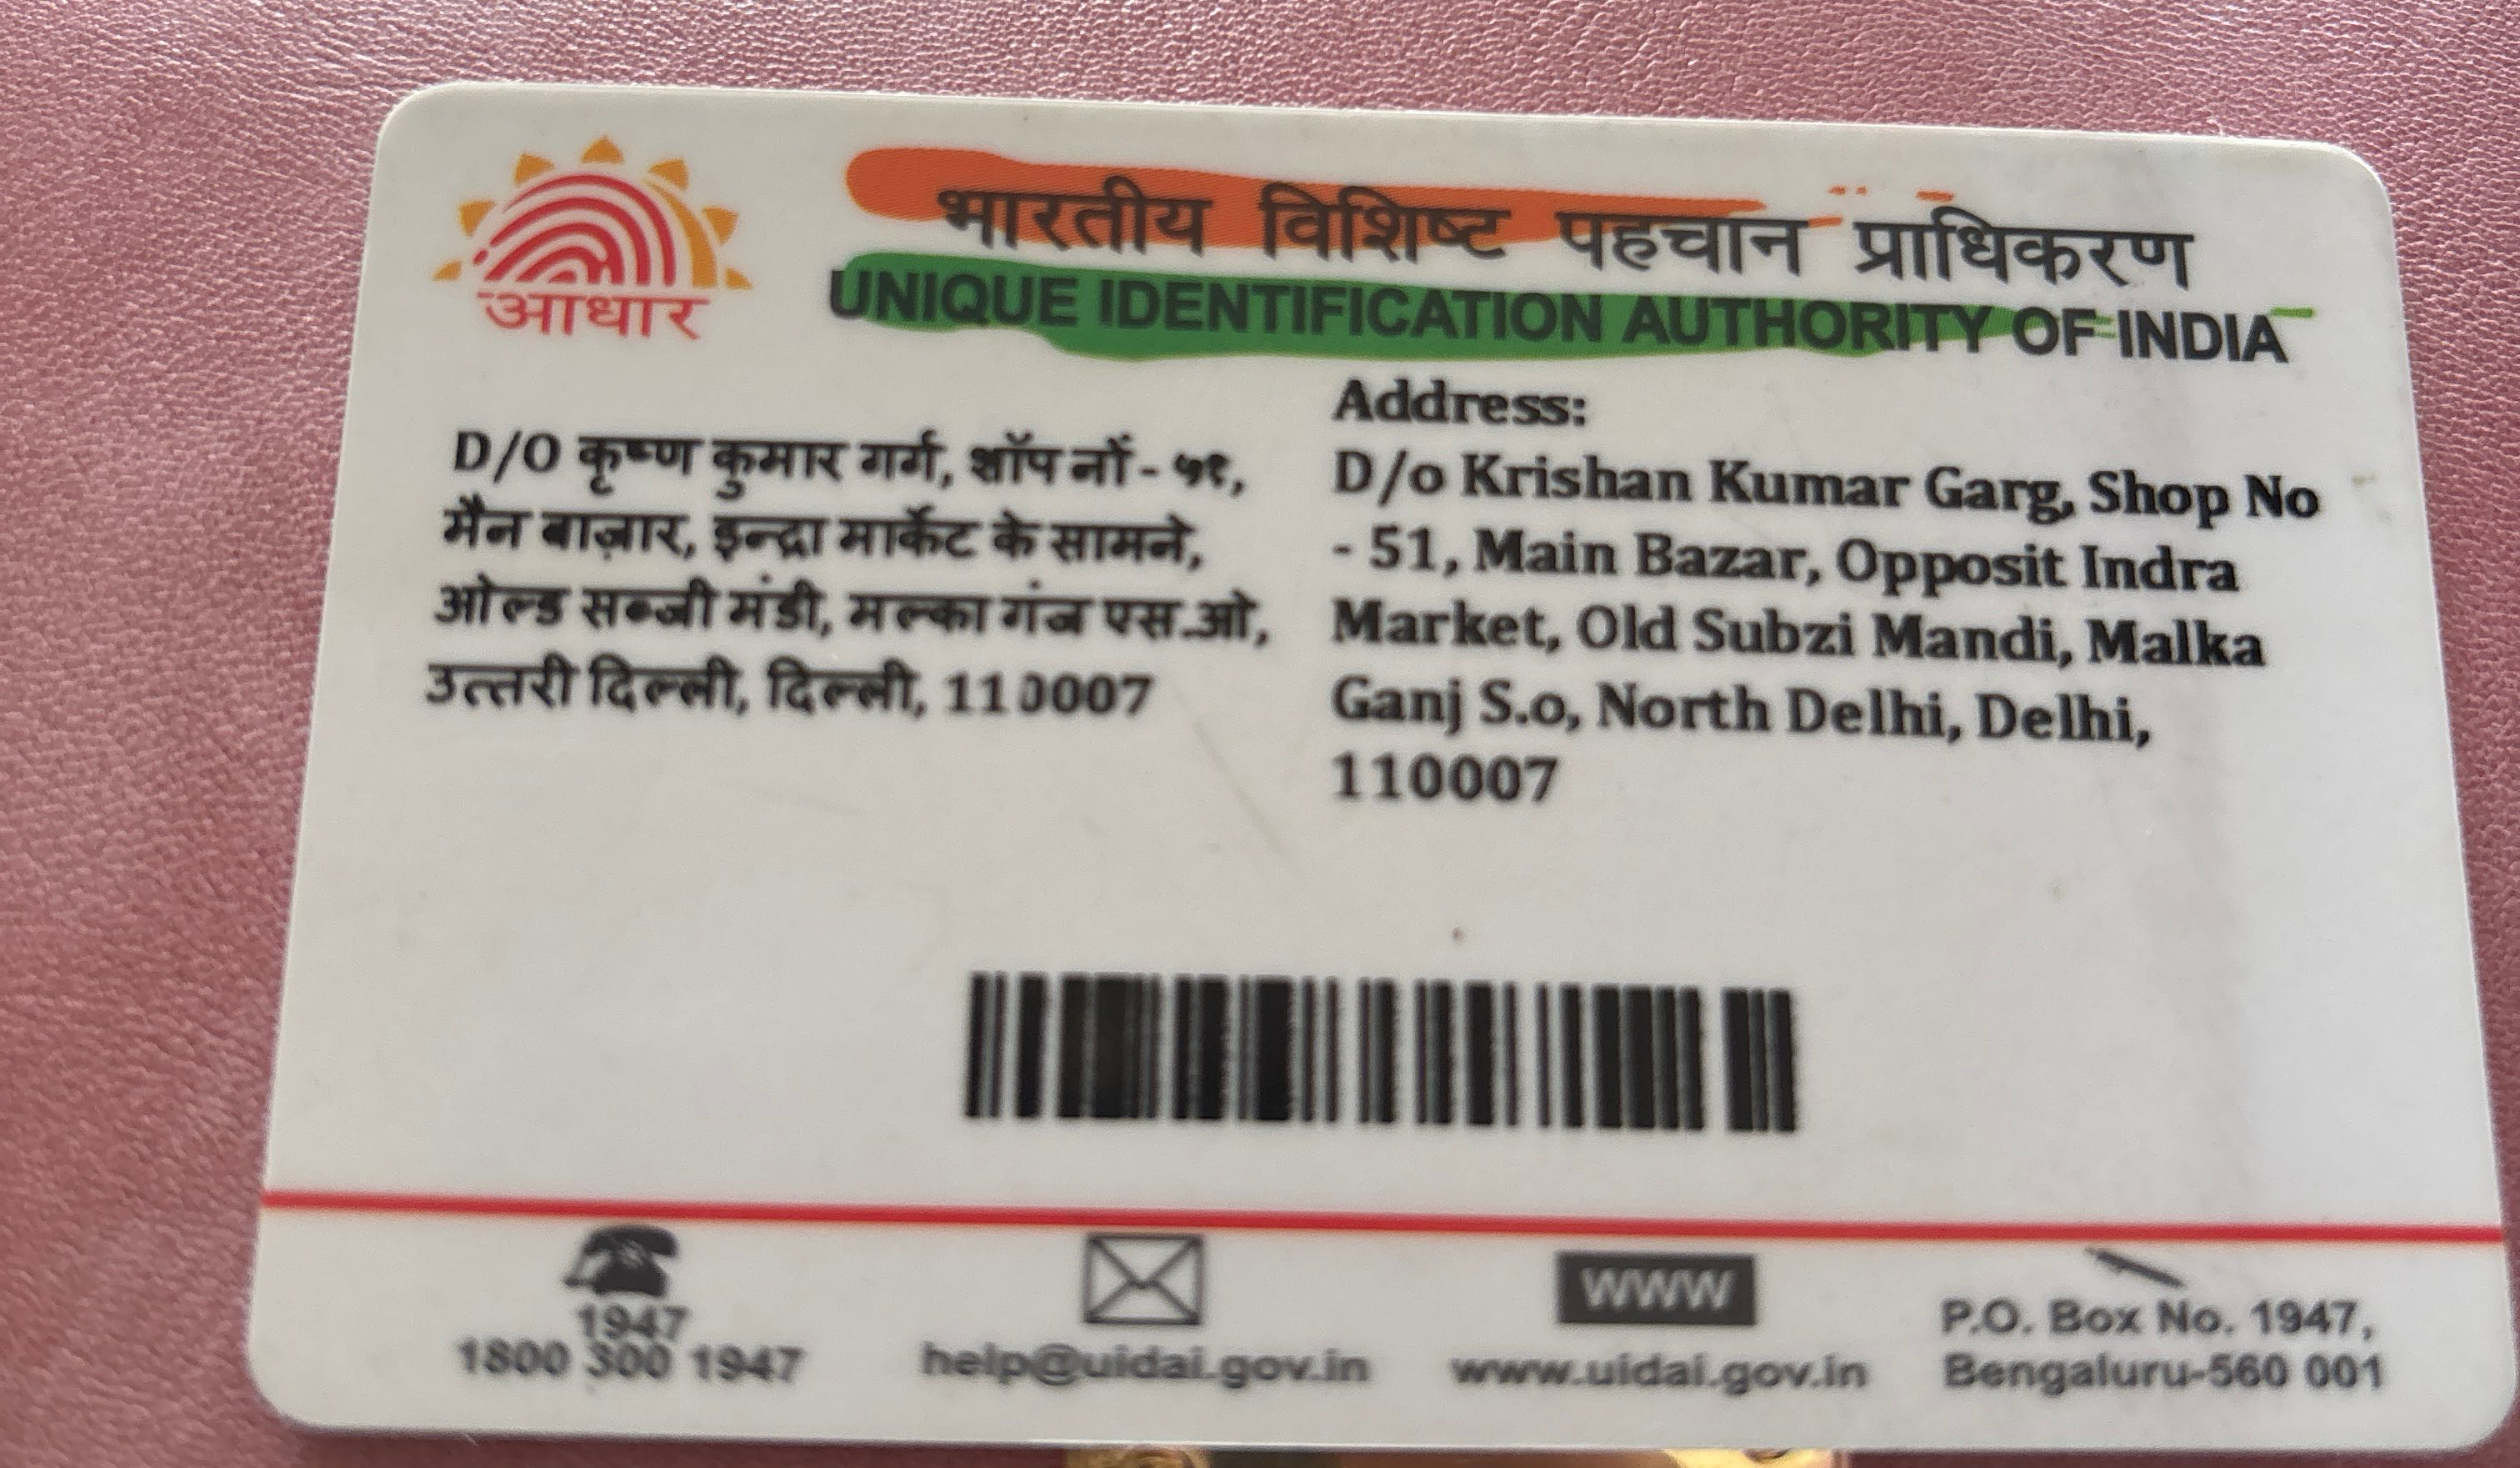 आधार
भारतीय विशिष्ट पहचान प्राधिकरण
UNIQUE IDENTIFICATION AUTHORITY OF INDIA
D/O कृष्ण कुमार गर्ग, शॉप नों - ५१,
मैन बाज़ार, इन्द्रा मार्केट के सामने,
ओल्ड सब्जी मंडी, मल्का गंज एस.ओ,
उत्तरी दिल्ली, दिल्ली, 110007
Address:
D/o Krishan Kumar Garg, Shop No
- 51, Main Bazar, Opposit Indra
Market, Old Subzi Mandi, Malka
Ganj S.o, North Delhi, Delhi,
110007
1947
1800 300 1947
help@uidai.gov.in
WWW
www.uidai.gov.in
P.O. Box No. 1947,
Bengaluru-560 001